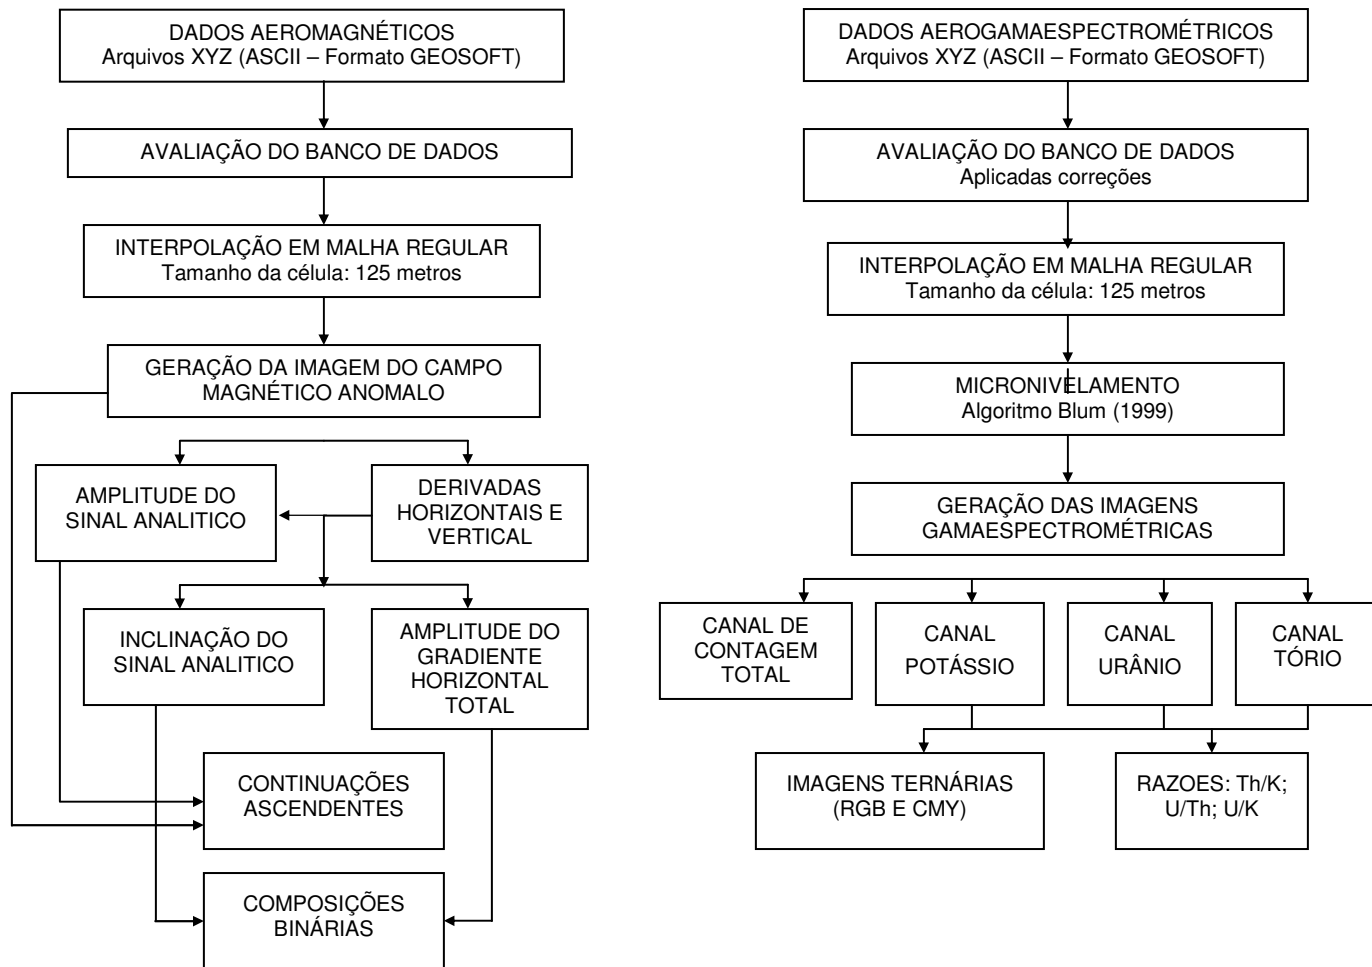 DADOS AEROMAGNÉTICOS
Arquivos XYZ (ASCII – Formato GEOSOFT)
AVALIAÇÃO DO BANCO DE DADOS
INTERPOLAÇÃO EM MALHA REGULAR
Tamanho da célula: 125 metros
GERAÇÃO DA IMAGEM DO CAMPO
MAGNÉTICO ANOMALO
AMPLITUDE DO
SINAL ANALITICO
DERIVADAS
HORIZONTAIS E
VERTICAL
INCLINAÇÃO DO
SINAL ANALITICO
AMPLITUDE DO
GRADIENTE
HORIZONTAL
TOTAL
CONTINUAÇÕES
ASCENDENTES
COMPOSIÇÕES
BINÁRIAS
DADOS AEROGAMAESPECTROMÉTRICOS
Arquivos XYZ (ASCII – Formato GEOSOFT)
AVALIAÇÃO DO BANCO DE DADOS
Aplicadas correções
INTERPOLAÇÃO EM MALHA REGULAR
Tamanho da célula: 125 metros
MICRONIVELAMENTO
Algoritmo Blum (1999)
GERAÇÃO DAS IMAGENS
GAMAESPECTROMÉTRICAS
CANAL DE
CONTAGEM
TOTAL
CANAL
POTÁSSIO
CANAL
URÂNIO
CANAL
TÓRIO
IMAGENS TERNÁRIAS
(RGB E CMY)
RAZOES: Th/K;
U/Th; U/K